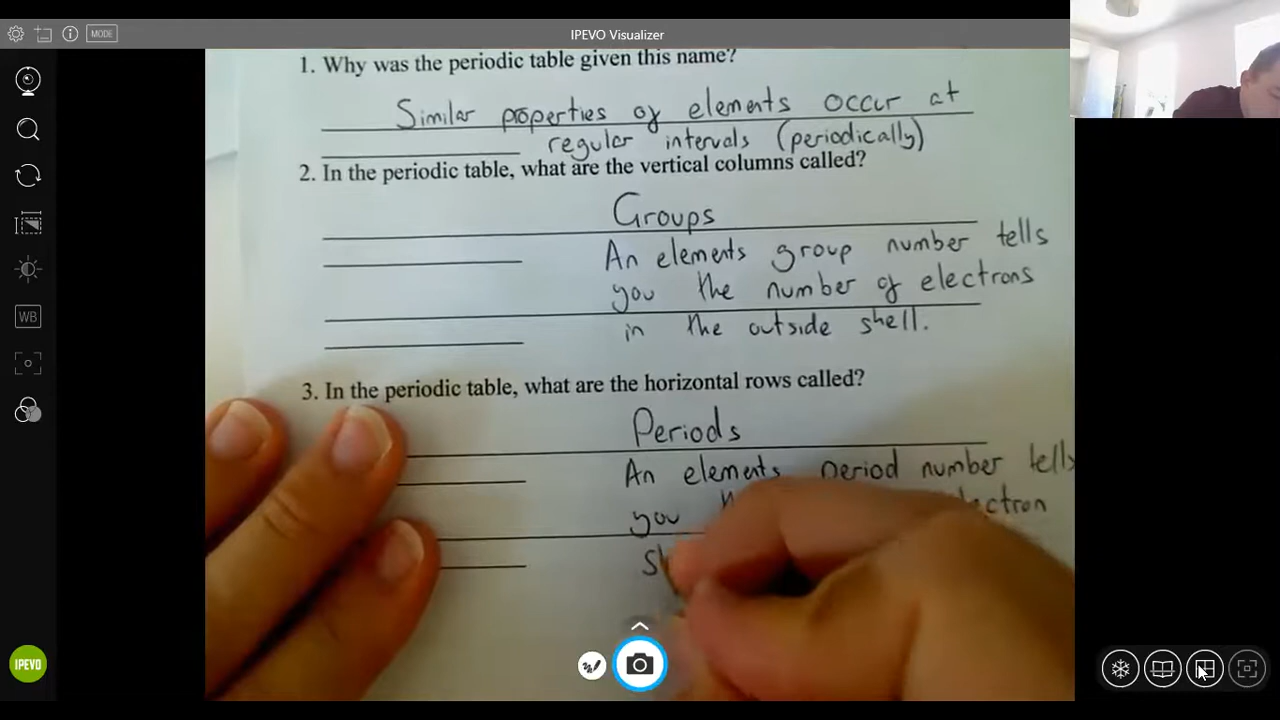 MODE
IPEVO Visualizer
WB
IPEVO
1. Why was the periodic table given this name?
Similar properties of elements occur at
regular intervals (periodically)
2. In the periodic table, what are the vertical columns called?
Groups
An elements group number tells
you the number of electrons
in the outside shell.
3. In the periodic table, what are the horizontal rows called?
Periods
An elements period number tells
you